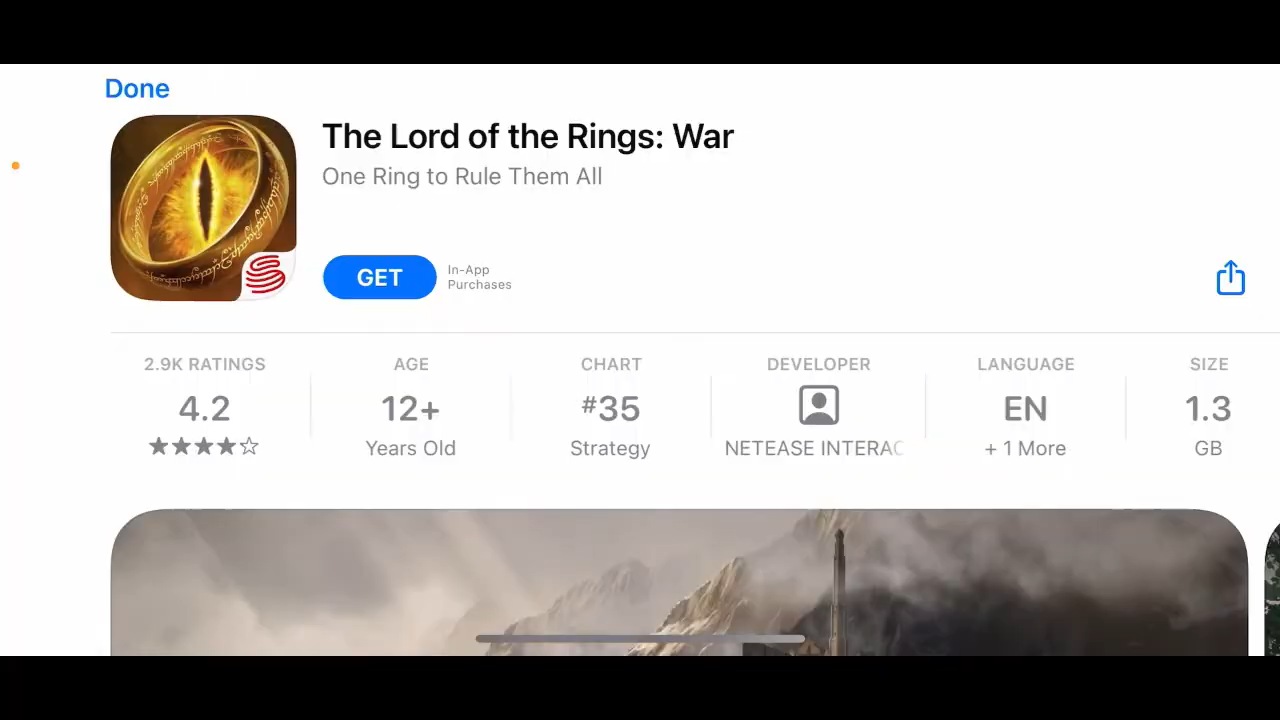 Done
The Lord of the Rings: War
One Ring to Rule Them All
GET
In-App
Purchases
2.9K RATINGS
4.2
AGE
12+
Years Old
CHART
#35
Strategy
DEVELOPER
NETEASE INTERAC
LANGUAGE
EN
+ 1 More
SIZE
1.3
GB